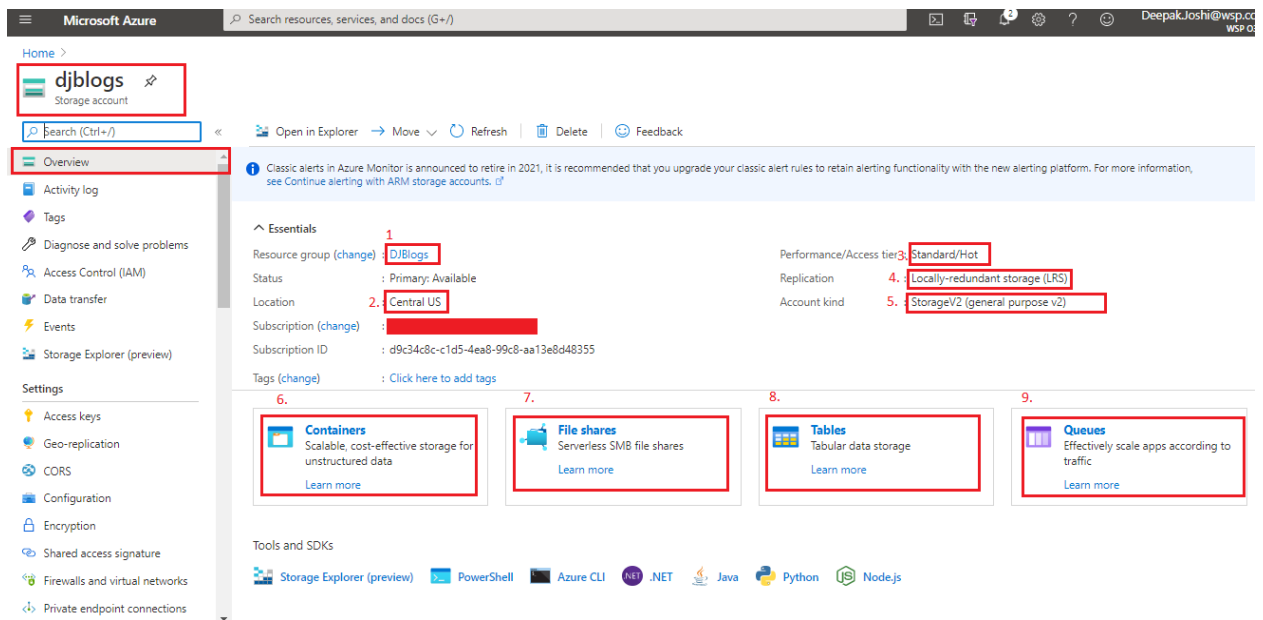 Microsoft Azure
Search resources, services, and docs (G+/)
2
Deepak.Joshi@wsp.cc
WSP O
Home >
djblogs
Storage account
Search (Ctrl+/)
«
Open in Explorer
Move
Refresh
Delete
Feedback
Overview
Activity log
Tags
Diagnose and solve problems
Access Control (IAM)
Data transfer
Events
Storage Explorer (preview)
Settings
Access keys
Geo-replication
CORS
Configuration
Encryption
Shared access signature
Firewalls and virtual networks
Private endpoint connections
Classic alerts in Azure Monitor is announced to retire in 2021, it is recommended that you upgrade your classic alert rules to retain alerting functionality with the new alerting platform. For more information,
see Continue alerting with ARM storage accounts.
Essentials
1
Resource group (change) : DJBlogs
Status : Primary: Available
Location 2. : Central US
Subscription (change) :
Subscription ID : d9c34c8c-c1d5-4ea8-99c8-aa13e8d48355
Tags (change) : Click here to add tags
Performance/Access tier 3. : Standard/Hot
Replication 4. : Locally-redundant storage (LRS)
Account kind 5. : StorageV2 (general purpose v2)
6.
Containers
Scalable, cost-effective storage for
unstructured data
Learn more
7.
File shares
Serverless SMB file shares
Learn more
8.
Tables
Tabular data storage
Learn more
9.
Queues
Effectively scale apps according to
traffic
Learn more
Tools and SDKs
Storage Explorer (preview)
PowerShell
Azure CLI
NET .NET
Java
Python
JS Node.js